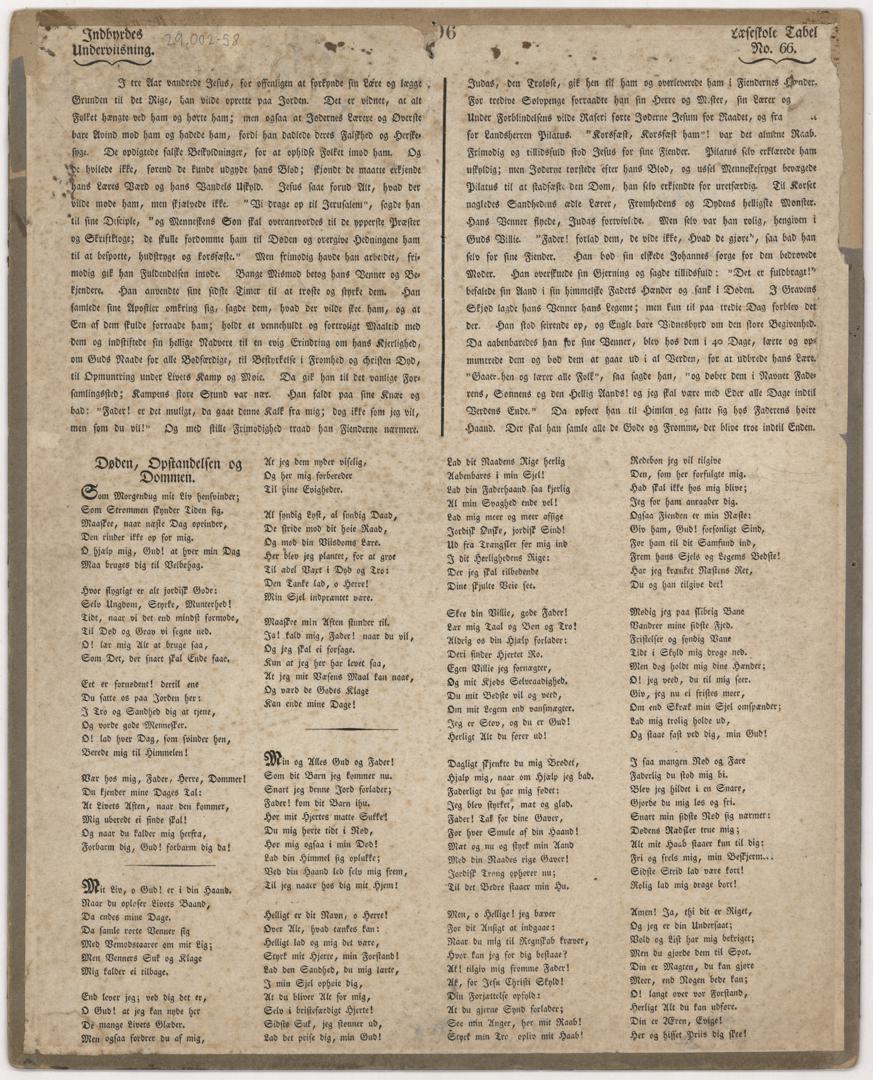 Indbyrdes
Underviisning.
29,002-98
96
Læseskole Tabel
No. 66.
I tre Aar vandrede Jesus, for offenligen at forkynde sin Lære og lægge
Grunden til det Rige, han vilde oprette paa Jorden. Det er vidnet, at alt
Folket hængte ved ham og hørte ham; men ogsaa at Jødernes Lærere og Øverste
bare Avind mod ham og hadede ham, fordi han dadlede deres Falskhed og Herske-
syge. De opdigtede falske Beskyldninger, for at ophidse Folket imod ham. Og
de hvilede ikke, førend de kunde udgyde hans Blod; skjøndt de maatte erkjende
hans Læres Værd og hans Vandels Uskyld. Jesus saae forud Alt, hvad der
vilde møde ham, men skjælvede ikke. "Vi drage op til Jerusalem", sagde han
til sine Disciple, "og Menneskens Søn skal overantvordes til de ypperste Præster
og Skriftkloge; de skulle fordømme ham til Døden og overgive Hedningene ham
til at bespotte, hudstryge og korsfæste." Men frimodig havde han arbeidet, fri-
modig gik han Fuldendelsen imøde. Bange Mismod betog hans Venner og Be-
kjendere. Han anvendte sine sidste Timer til at trøste og styrke dem. Han
samlede sine Apostler omkring sig, sagde dem, hvad der vilde skee ham, og at
Een af dem skulde forraade ham; holdt et vennehuldt og fortroligt Maaltid med
dem og indstiftede sin hellige Nadvere til en evig Erindring om hans Kjerlighed,
om Guds Naade for alle Bodfærdige, til Bestyrkelse i Fromhed og christen Dyd,
til Opmuntring under Livets Kamp og Møie. Da gik han til det vanlige For-
samlingssted; Kampens store Stund var nær. Han faldt paa sine Knæ og
bad: "Fader! er det muligt, da gaae denne Kalk fra mig; dog ikke som jeg vil,
men som du vil!" Og med stille Frimodighed traad han Fienderne nærmere.
Judas, den Troløse, gik hen til ham og overleverede ham i Fiendernes Hænder.
For tredive Sølvpenge forraadte han sin Herre og Mester, sin Lærer og
Under Forblindelsens vilde Raseri førte Jøderne Jesum for Raadet, og fra
for Landsherren Pilatus. "Korsfæst, Korsfæst ham"! var det almene Raab.
Frimodig og tillidsfuld stod Jesus for sine Fiender. Pilatus selv erklærede ham
uskyldig; men Jøderne tørstede efter hans Blod, og ussel Menneskefrygt bevægede
Pilatus til at stadfæste den Dom, han selv erkjendte for uretfærdig. Til Korset
nagledes Sandhedens ædle Lærer, Fromhedens og Dydens helligste Mønster.
Hans Venner flyede, Judas fortvivlede. Men selv var han rolig, hengiven i
Guds Villie. "Fader! forlad dem, de vide ikke, Hvad de gjøre", saa bad han
selv for sine Fiender. Han bød sin elskede Johannes sørge for den bedrøvede
Moder. Han overskuede sin Gjerning og sagde tillidsfuld: "Det er fuldbragt!"
befalede sin Aand i sin himmelske Faders Hænder og sank i Døden. I Gravens
Skjød lagde hans Venner hans Legeme; men kun til paa tredie Dag forblev det
der. Han stod seirende op, og Engle bare Vidnesbyrd om den store Begivenhed.
Da aabenbaredes han for sine Venner, blev hos dem i 40 Dage, lærte og op-
muntrede dem og bød dem at gaae ud i al Verden, for at udbrede hans Lære.
"Gaaer hen og lærer alle Folk", saa sagde han, "og døber dem i Navnet Fade-
rens, Sønnens og den Hellig Aands! og jeg skal være med Eder alle Dage indtil
Verdens Ende." Da opfoer han til Himlen og satte sig hos Faderens høire
Haand. Der skal han samle alle de Gode og Fromme, der blive troe indtil Enden.
Døden, Opstandelsen og
Dommen.
Som Morgendug mit Liv hensvinder;
Som Strømmen skynder Tiden sig.
Maaskee, naar næste Dag oprinder,
Den rinder ikke op for mig.
O hjælp mig, Gud! at hver min Dag
Maa bruges dig til Velbehag.
Hvor flygtigt er alt jordisk Gode:
Selv Ungdom, Styrke, Munterhed!
Tidt, naar vi det end mindst formode,
Til Død og Grav vi segne ned.
O! lær mig Alt at bruge saa,
Som Det, der snart skal Ende faae.
Eet er fornødent! dertil ene
Du satte os paa Jorden her:
I Tro og Sandhed dig at tjene,
Og vorde gode Mennesker.
O! lad hver Dag, som svinder hen,
Berede mig til Himmelen!
Vær hos mig, Fader, Herre, Dommer!
Du kjender mine Dages Tal:
At Livets Aften, naar den kommer,
Mig uberedt ei finde skal!
Og naar du kalder mig herfra,
Forbarm dig, Gud! forbarm dig da!
Mit Liv, o Gud! er i din Haand.
Naar du opløser Livets Baand,
Da endes mine Dage.
Da samle rørte Venner sig
Med Vemodstaarer om mit Lig;
Men Venners Suk og Klage
Mig kalder ei tilbage.
End lever jeg; ved dig det er,
O Gud! at jeg kan nyde her
De mange Livets Glæder.
Men ogsaa fordrer du af mig,
At jeg dem nyder viselig,
Og her mig forbereder
Til hine Evigheder.
Al syndig Lyst, al syndig Daad,
De stride mod dit høie Raad,
Og mod din Viisdoms Lære.
Her blev jeg plantet, for at groe
Til ædel Væxt i Dyd og Tro:
Den Tanke lad, o Herre!
Min Sjel indpræntet være.
Maaskee min Aften stunder til.
Ja! kald mig, Fader! naar du vil,
Og jeg skal ei forsage.
Kun at jeg her har levet saa,
At jeg mit Væsens Maal kan naae,
Og værd de Godes Klage
Kan ende mine Dage!
Min og Alles Gud og Fader!
Som dit Barn jeg kommer nu.
Snart jeg denne Jord forlader;
Fader! kom dit Barn ihu.
Hør mit Hjertes matte Sukke!
Du mig hørte tidt i Nød,
Hør mig ogsaa i min Død!
Lad din Himmel sig oplukke;
Ved din Haand led selv mig frem,
Til jeg naaer hos dig mit Hjem!
Helligt er dit Navn, o Herre!
Over Alt, hvad tænkes kan:
Helligt lad og mig det være,
Styrk mit Hjerte, min Forstand!
Lad den Sandhed, du mig lærte,
I min Sjel opheie dig,
At du bliver Alt for mig,
Selv i bristefærdigt Hjerte!
Sidste Suk, jeg stønner ud,
Lad det prise dig, min Gud!
Lad dit Naadens Rige herlig
Aabenbares i min Sjel!
Lad din Faderhaand saa kjerlig
Al min Svaghed ende vel!
Lad mig meer og meer aflægge
Jordisk Ønske, jordisk Sind!
Ud fra Trængsler før mig ind
I dit Herlighedens Rige:
Der jeg skal tilbedende
Dine skjulte Veie see.
Skee din Villie, gode Fader!
Lær mig Taal og Bøn og Tro!
Aldrig os din Hjælp forlader:
Deri finder Hjertet Ro.
Egen Villie jeg fornægter,
Og mit Kjøds Selvraadighed.
Du mit Bedste vil og veed,
Om mit Legem end vansmægter.
Jeg er Støv, og du er Gud!
Herligt Alt du fører ud!
Dagligt skjenkte du mig Brødet,
Hjalp mig, naar om Hjælp jeg bad.
Faderligt du har mig fødet:
Jeg blev styrket, mæt og glad.
Fader! Tak for dine Gaver,
For hver Smule af din Haand!
Mæt og nu og styrk min Aand
Med din Naades rige Gaver!
Jordisk Trang ophører nu;
Til det Bedre staaer min Hu.
Men, o Hellige! jeg bæver
For dit Ansigt at indgaae:
Naar du mig til Regnskab kræver,
Hvor kan jeg for dig bestaae?
Ak! tilgiv mig fromme Fader!
Ak, for Jesu Christi Skyld!
Din Forjættelse opfyld:
At du gjerne Synd forlader;
See min Anger, hør mit Raab!
Styrk min Tro opliv mit Haab!
Redebon jeg vil tilgive
Den, som her forfulgte mig.
Had skal ikke hos mig blive;
Jeg for ham anraaber dig.
Ogsaa Fienden er min Næste:
Giv ham, Gud! forsonligt Sind,
Før ham til dit Samfund ind,
Frem hans Sjels og Legems Bedste!
Har jeg krænket Næstens Ret,
Du og han tilgive det!
Modig jeg paa slibrig Bane
Vandrer mine sidste Fjed.
Fristelser og syndig Vane
Tidt i Skyld mig droge ned.
Men dog holdt mig dine Hænder;
O! jeg veed, du til mig seer.
Giv, jeg nu ei fristes meer,
Om end Skræk min Sjel omspænder;
Lad mig trolig holde ud,
Og staae fast ved dig, min Gud!
I saa mangen Nød og Fare
Faderlig du stod mig bi.
Blev jeg hildet i en Snare,
Gjorde du mig løs og fri.
Snart min sidste Nød sig nærmer:
Dødens Rædsler true mig;
Alt mit Haab staaer kun til dig:
Fri og frels mig, min
Sidste Strid lad være kort!
Rolig lad mig drage bort!
Amen! Ja, thi dit er Riget,
Og jeg er din Undersaat;
Vold og List har mig bekriget;
Men du gjorde dem til Spot.
Din er Magten, du kan gjøre
Meer, end Nogen bede kan;
O! langt over vor Forstand,
Herligt Alt du kan udføre.
Din er Æren, Evige!
Her og hisset Priis dig skee!